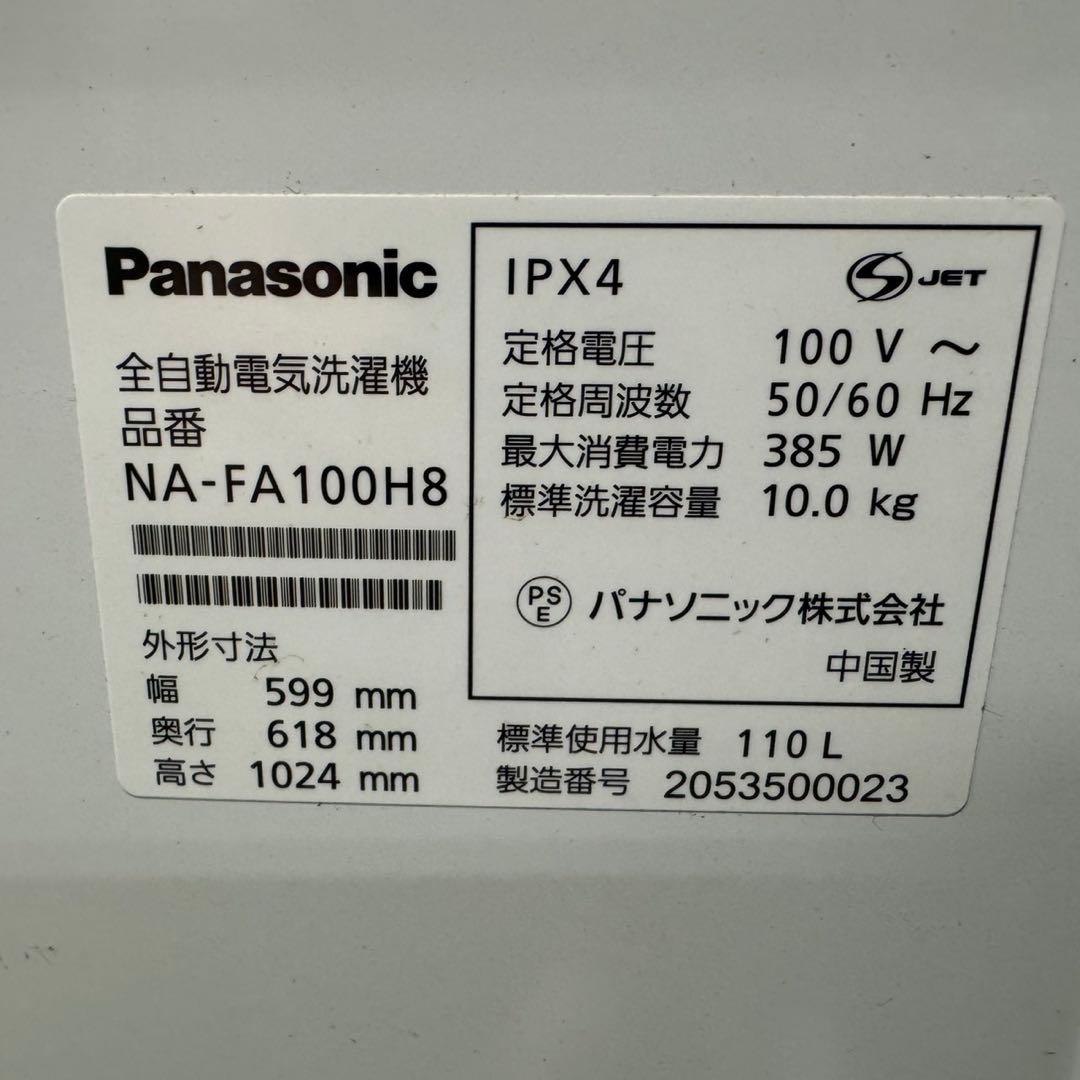 Panasonic
全自動電気洗濯機
品番
NA-FA100H8
外形寸法
幅 599 mm
奥行 618 mm
高さ 1024 mm
IPX4
S JET
定格電圧 100 V ～
定格周波数 50/60 Hz
最大消費電力 385 W
標準洗濯容量 10.0 kg
PS E パナソニック株式会社
中国製
標準使用水量 110 L
製造番号 2053500023